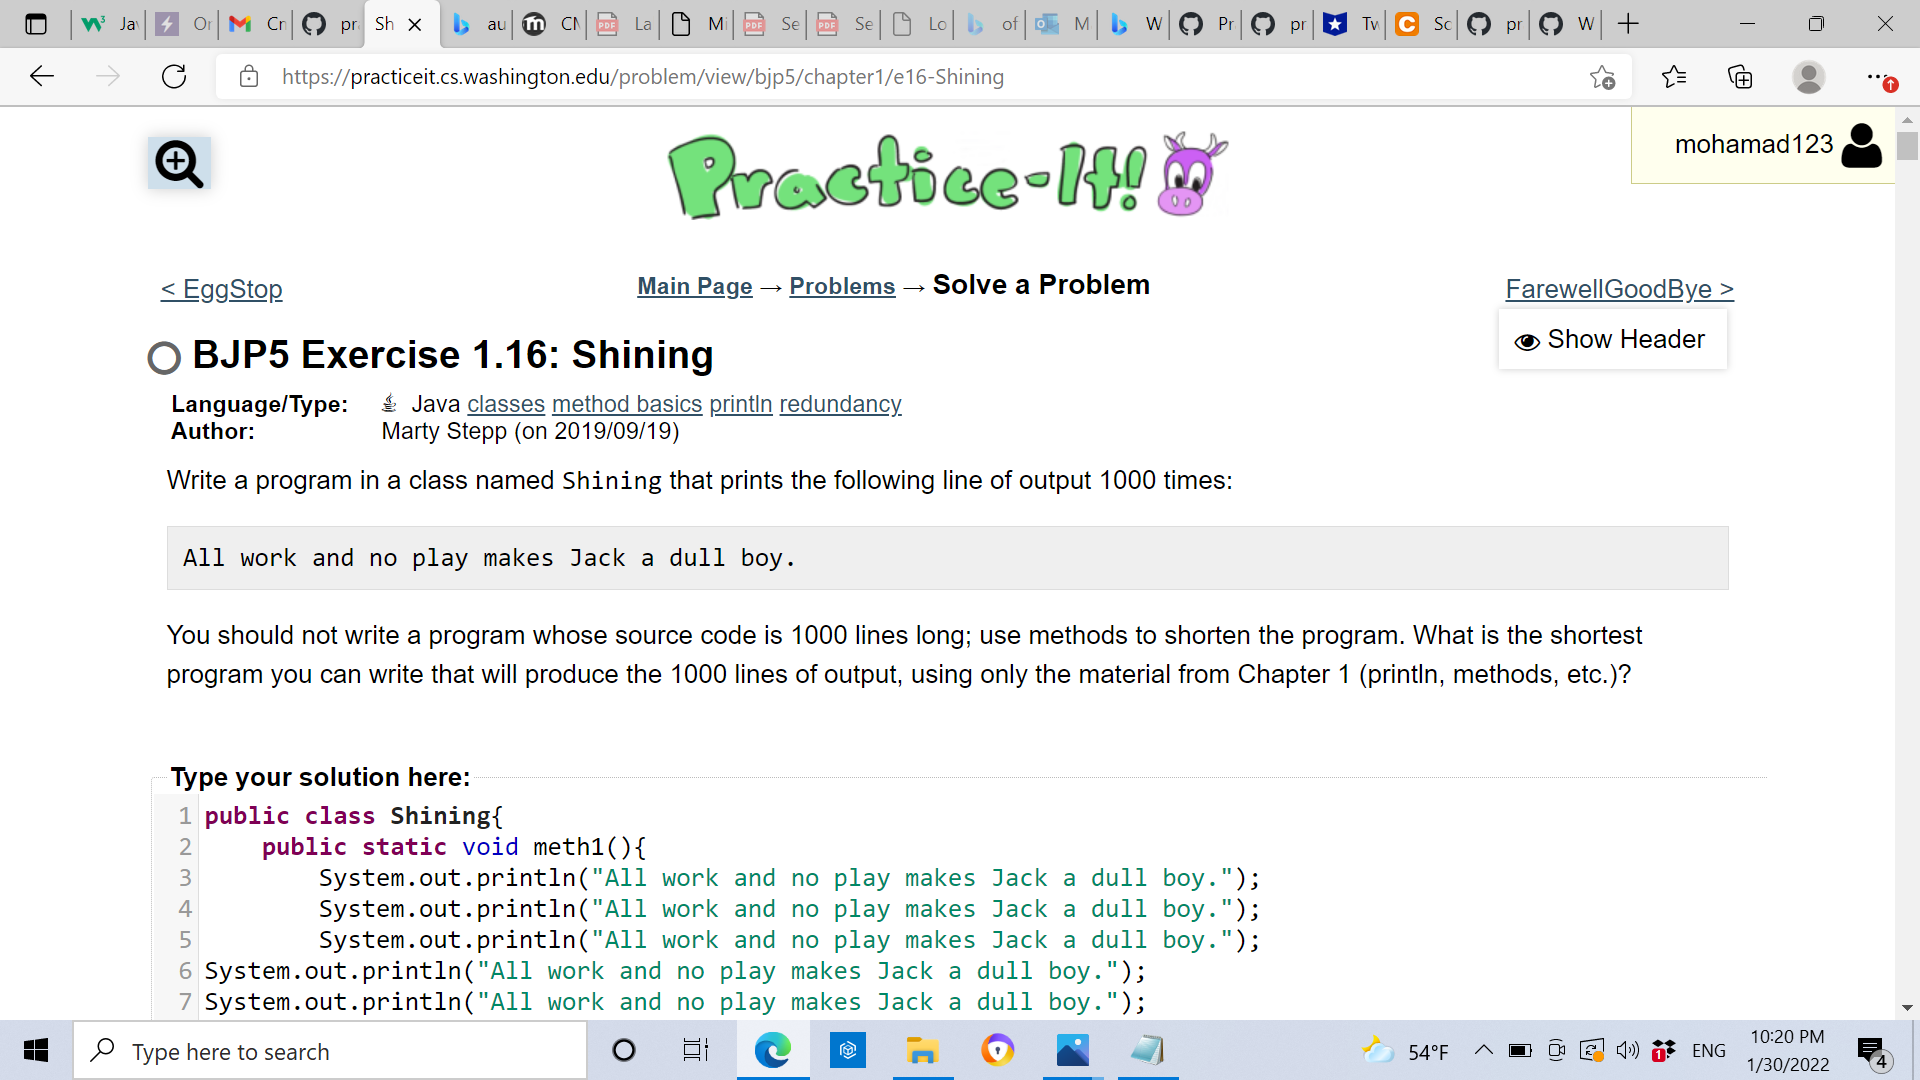 Ja Or Cr pr Sh au CM La Mi Se Se Lo of M W Pr pr Tv Sc pr W
https://practiceit.cs.washington.edu/problem/view/bjp5/chapter1/e16-Shining
mohamad123
Practice-It!
< EggStop
Main Page → Problems → Solve a Problem
FarewellGoodBye >
Show Header
BJP5 Exercise 1.16: Shining
Language/Type: Java classes method basics println redundancy
Author: Marty Stepp (on 2019/09/19)
Write a program in a class named Shining that prints the following line of output 1000 times:
All work and no play makes Jack a dull boy.
You should not write a program whose source code is 1000 lines long; use methods to shorten the program. What is the shortest
program you can write that will produce the 1000 lines of output, using only the material from Chapter 1 (println, methods, etc.)?
Type your solution here:
1 public class Shining{
2 public static void meth1(){
3 System.out.println("All work and no play makes Jack a dull boy.");
4 System.out.println("All work and no play makes Jack a dull boy.");
5 System.out.println("All work and no play makes Jack a dull boy.");
6 System.out.println("All work and no play makes Jack a dull boy.");
7 System.out.println("All work and no play makes Jack a dull boy.");
Type here to search
54°F
1
ENG
10:20 PM
1/30/2022
4